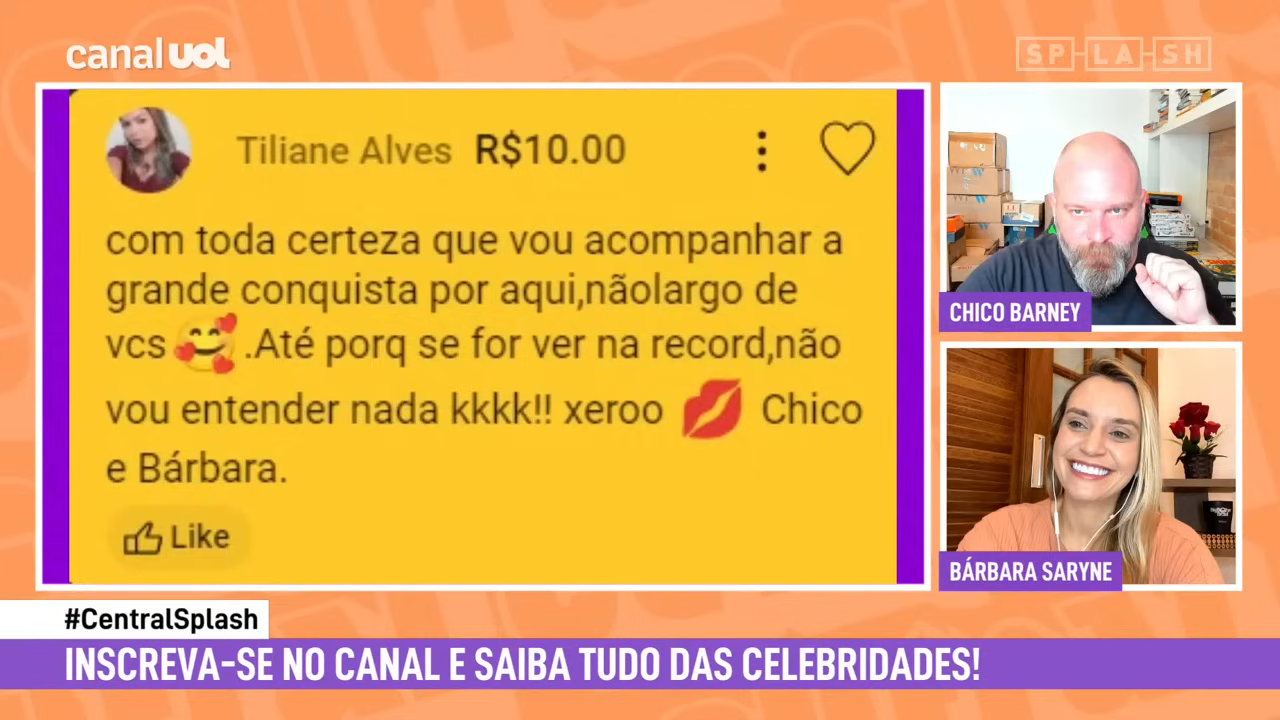 canal uol
SPLASH
Tiliane Alves R$10.00
com toda certeza que vou acompanhar a
grande conquista por aqui,nãolargo de
vcs🥰.Até porq se for ver na record,não
vou entender nada kkkk!! xeroo 💋 Chico
e Bárbara.
Like
CHICO BARNEY
BÁRBARA SARYNE
#CentralSplash
INSCREVA-SE NO CANAL E SAIBA TUDO DAS CELEBRIDADES!